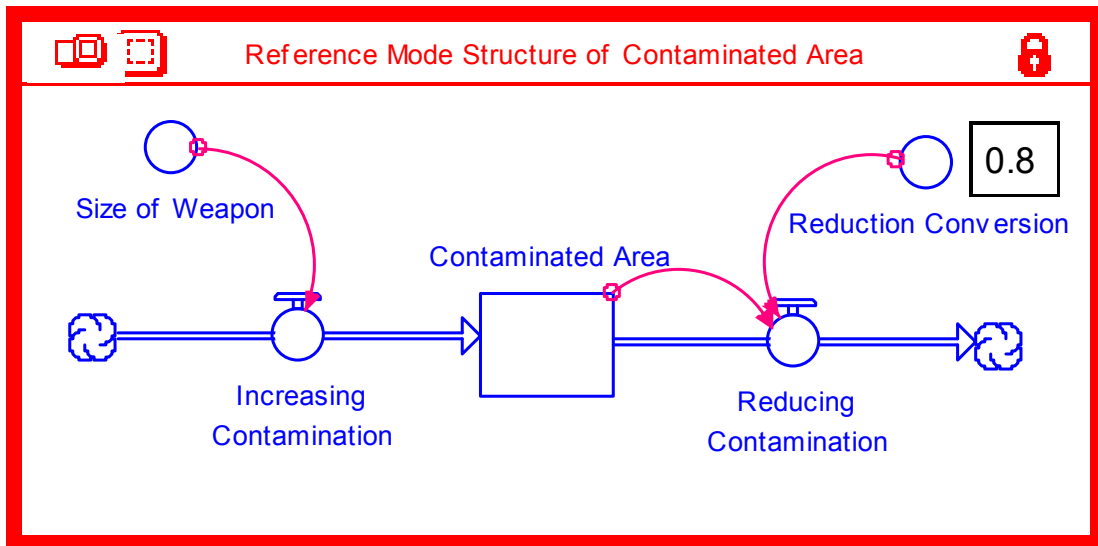 Reference Mode Structure of Contaminated Area
0.8
Size of Weapon
Reduction Conversion
Contaminated Area
Increasing
Contamination
Reducing
Contamination